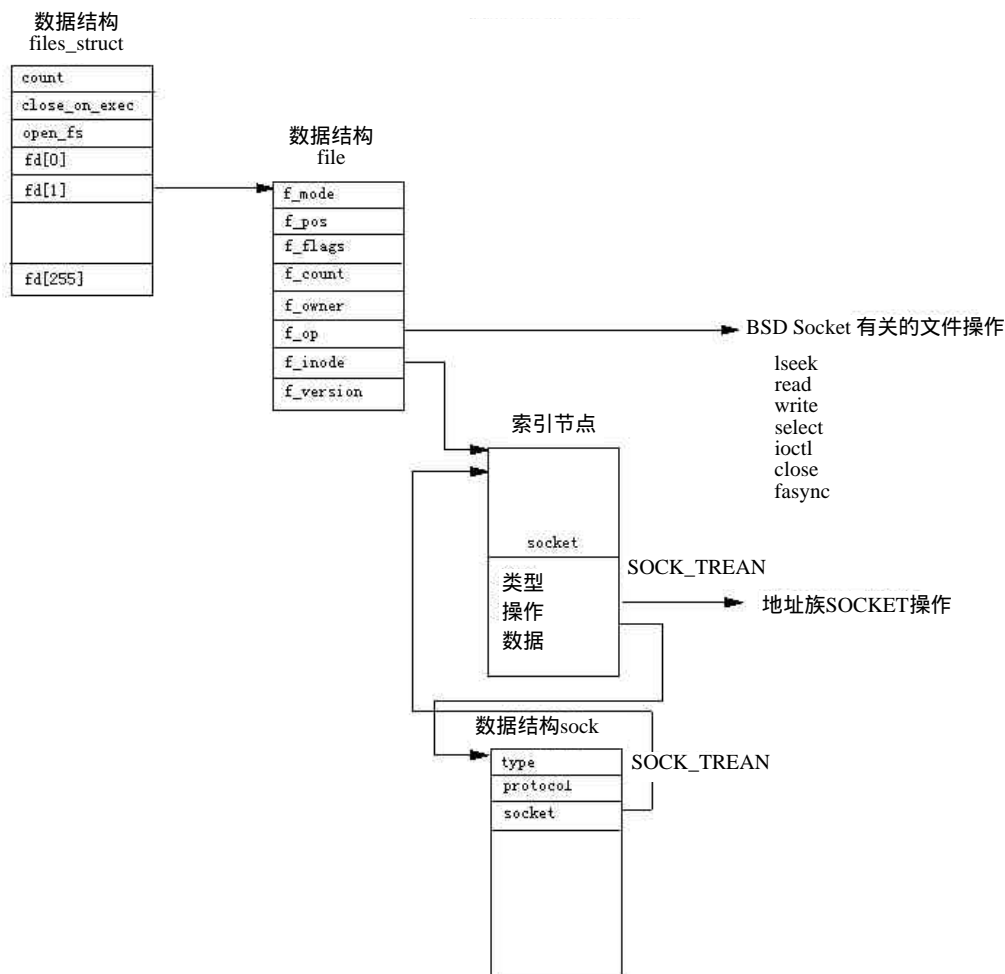 数据结构
files_struct
count
close_on_exec
open_fs
fd[0]
fd[1]
fd[255]
数据结构
file
f_mode
f_pos
f_flags
f_count
f_owner
f_op
f_inode
f_version
BSD Socket 有关的文件操作
lseek
read
write
select
ioctl
close
fasync
索引节点
socket
SOCK_TREAN
类型
操作
数据
地址族SOCKET操作
数据结构sock
type
SOCK_TREAN
protocol
socket